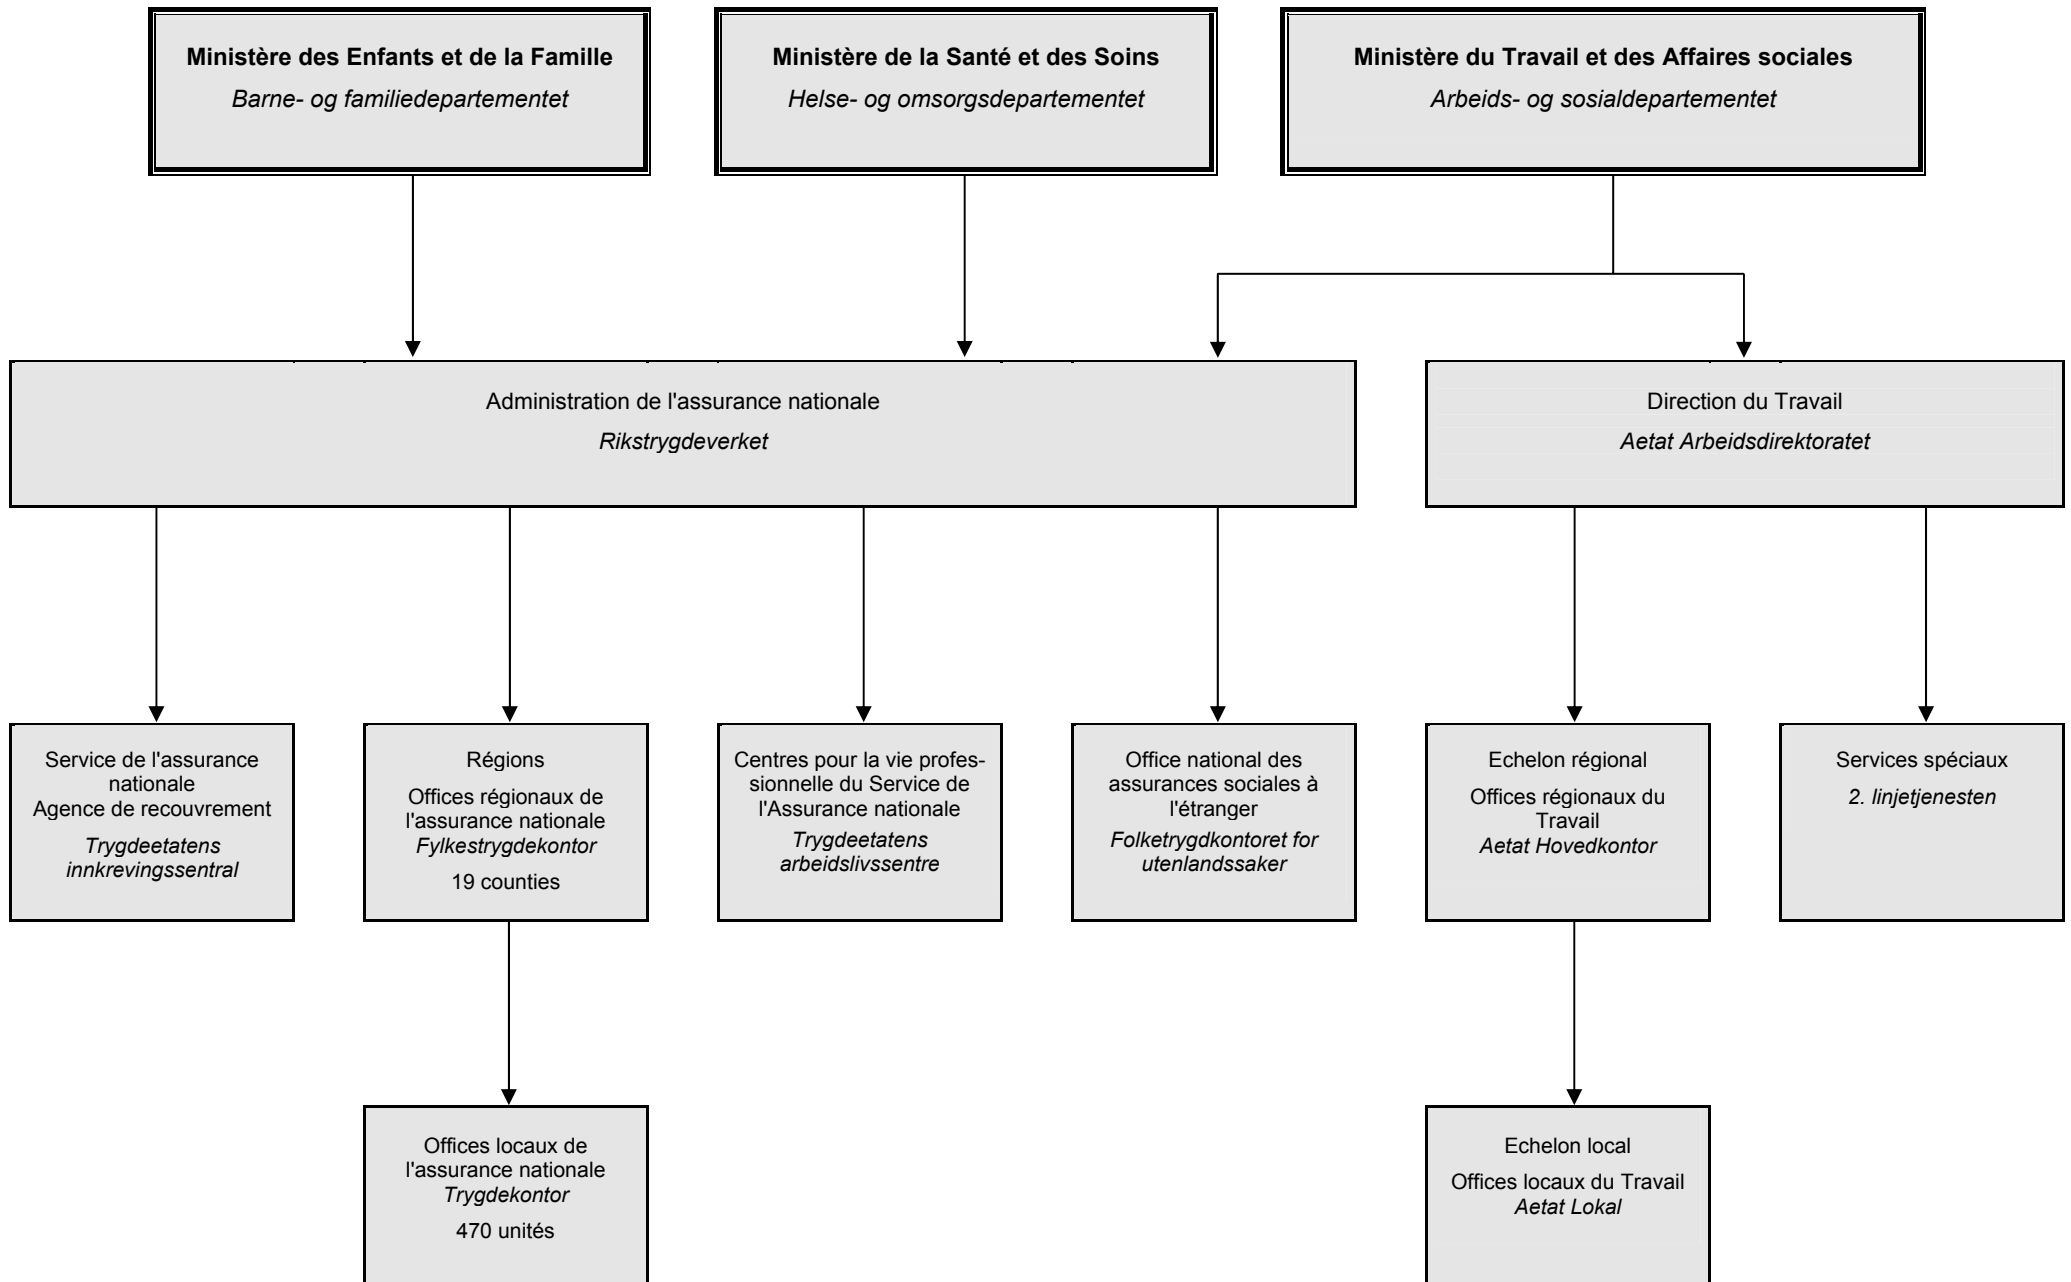 Ministère des Enfants et de la Famille
Barne- og familiedepartementet
Ministère de la Santé et des Soins
Helse- og omsorgsdepartementet
Ministère du Travail et des Affaires sociales
Arbeids- og sosialdepartementet
Administration de l'assurance nationale
Rikstrygdeverket
Direction du Travail
Aetat Arbeidsdirektoratet
Service de l'assurance
nationale
Agence de recouvrement
Trygdeetatens
innkrevingssentral
Régions
Offices régionaux de
l'assurance nationale
Fylkestrygdekontor
19 counties
Centres pour la vie profes-
sionnelle du Service de
l'Assurance nationale
Trygdeetatens
arbeidslivssentre
Office national des
assurances sociales à
l'étranger
Folketrygdkontoret for
utenlandssaker
Echelon régional
Offices régionaux du
Travail
Aetat Hovedkontor
Services spéciaux
2. linjetjenesten
Offices locaux de
l'assurance nationale
Trygdekontor
470 unités
Echelon local
Offices locaux du Travail
Aetat Lokal